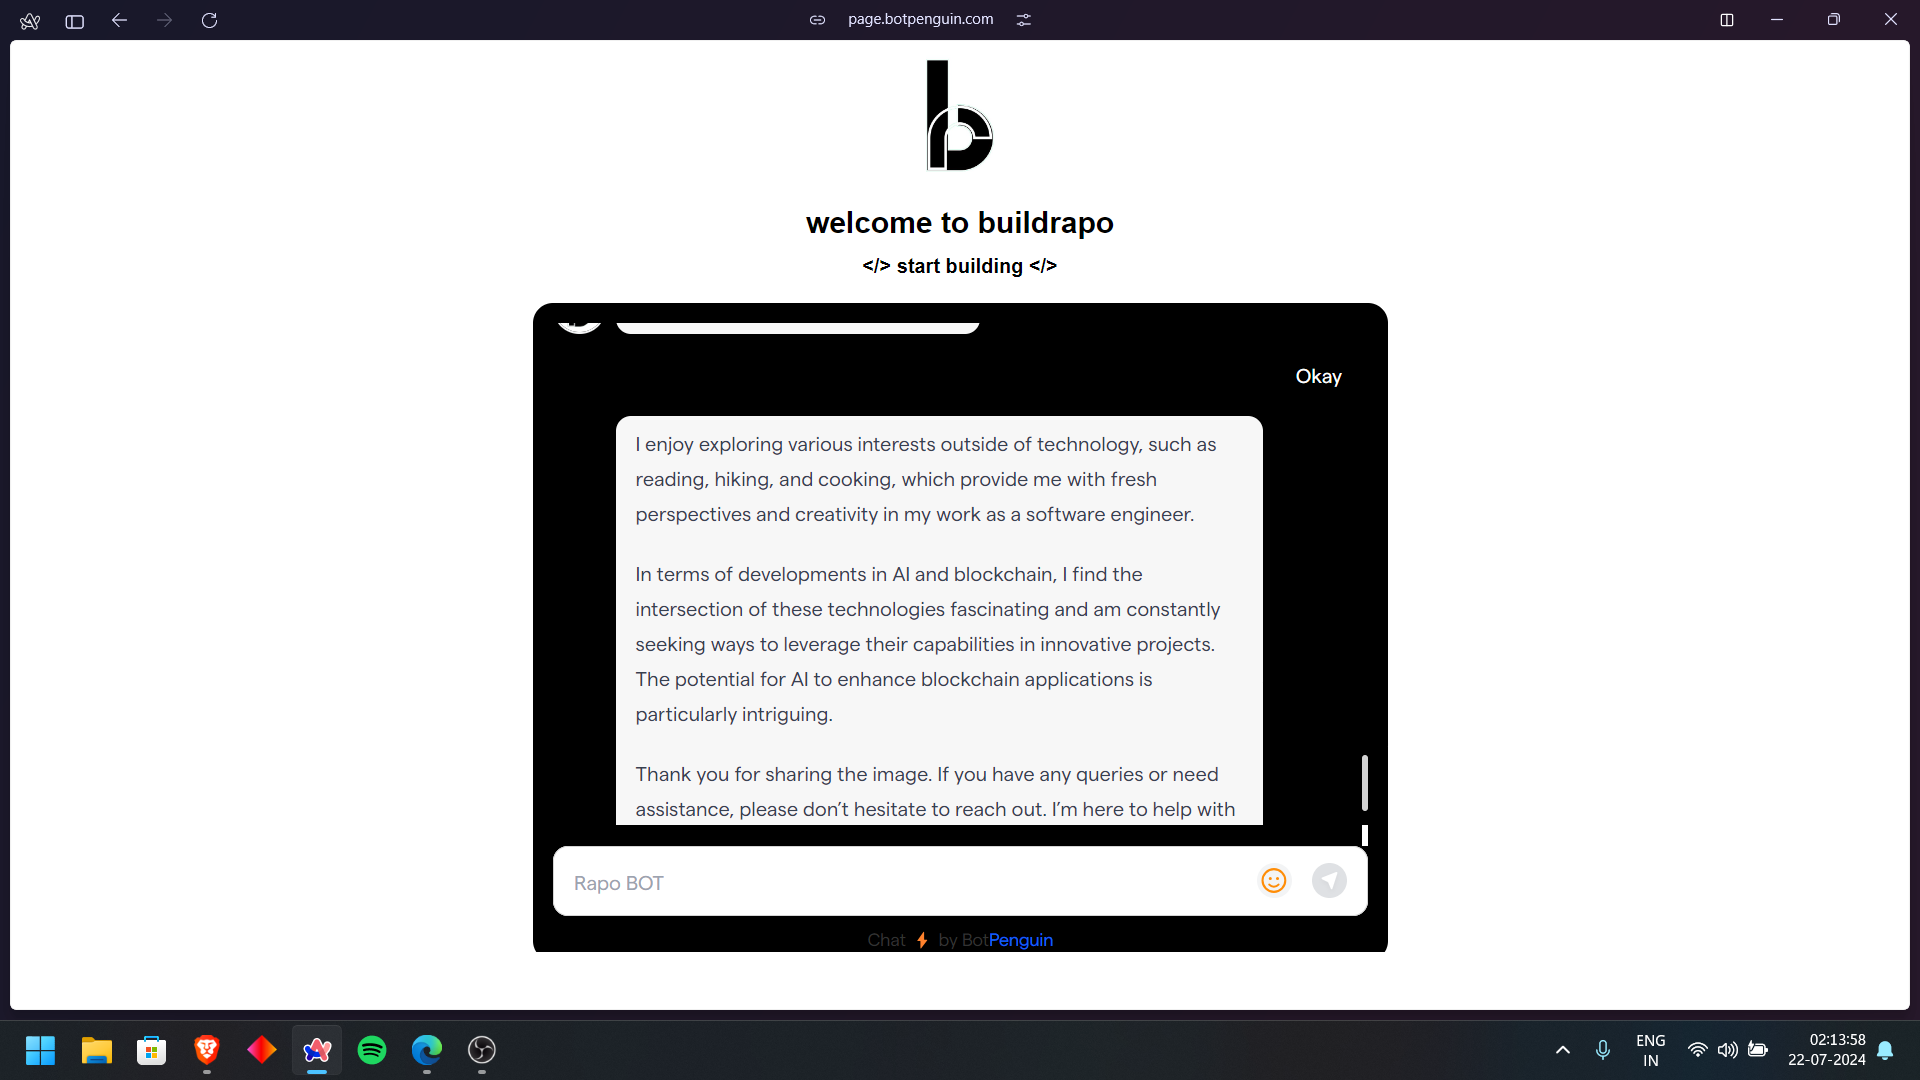 page.botpenguin.com
welcome to buildrapo
</> start building </>
Okay
I enjoy exploring various interests outside of technology, such as
reading, hiking, and cooking, which provide me with fresh
perspectives and creativity in my work as a software engineer.
In terms of developments in AI and blockchain, I find the
intersection of these technologies fascinating and am constantly
seeking ways to leverage their capabilities in innovative projects.
The potential for AI to enhance blockchain applications is
particularly intriguing.
Thank you for sharing the image. If you have any queries or need
assistance, please don’t hesitate to reach out. I’m here to help with
Rapo BOT
Chat by BotPenguin
ENG
IN
02:13:58
22-07-2024